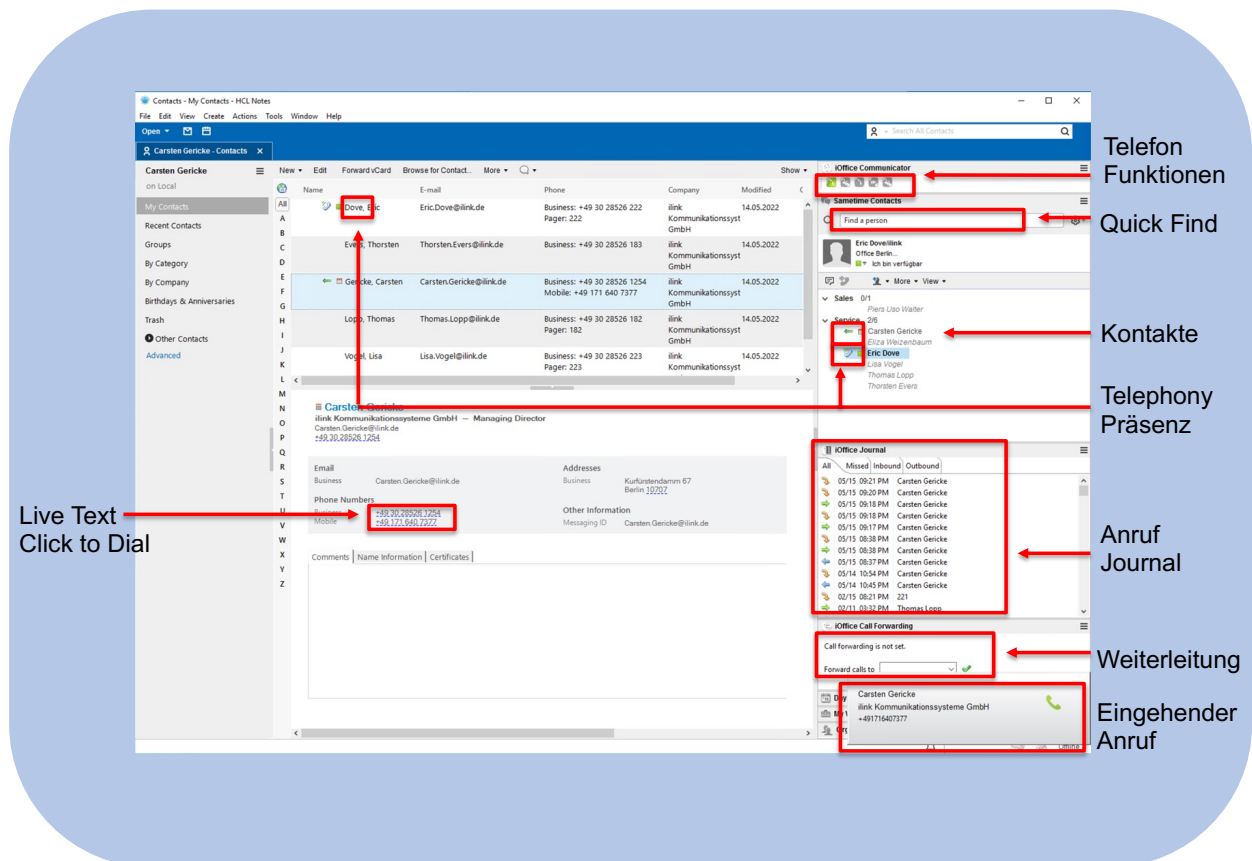 Contacts - My Contacts - HCL Notes
File Edit View Create Actions Tools Window Help
Open
Search All Contacts
Carsten Gericke - Contacts X
Carsten Gericke
on Local
My Contacts
Recent Contacts
Groups
By Category
By Company
Birthdays & Anniversaries
Trash
Other Contacts
Advanced
New Edit Forward vCard Browse for Contact... More Show
Name E-mail Phone Company Modified
All
A
B
C
D
E
F
G
H
I
J
K
L
M
N
O
P
Q
R
S
T
U
V
W
X
Y
Z
Dove, Eric Eric.Dove@ilink.de Business: +49 30 28526 222 ilink 14.05.2022
Pager: 222 Kommunikationssyst
GmbH
Evers, Thorsten Thorsten.Evers@ilink.de Business: +49 30 28526 183 ilink 14.05.2022
Kommunikationssyst
GmbH
Gericke, Carsten Carsten.Gericke@ilink.de Business: +49 30 28526 1254 ilink 14.05.2022
Mobile: +49 171 640 7377 Kommunikationssyst
GmbH
Lopp, Thomas Thomas.Lopp@ilink.de Business: +49 30 28526 182 ilink 14.05.2022
Pager: 182 Kommunikationssyst
GmbH
Vogel, Lisa Lisa.Vogel@ilink.de Business: +49 30 28526 223 ilink 14.05.2022
Pager: 223 Kommunikationssyst
Carsten Gericke
ilink Kommunikationssysteme GmbH — Managing Director
Carsten.Gericke@ilink.de
+49 30 28526 1254
Email
Business Carsten.Gericke@ilink.de
Phone Numbers
Business +49 30 28526 1254
Mobile +49 171 640 7377
Addresses
Business Kurfürstendamm 67
Berlin 10707
Other Information
Messaging ID Carsten.Gericke@ilink.de
Comments Name Information Certificates
iOffice Communicator
Sametime Contacts
Find a person
Eric Dove/ilink
Office Berlin...
Ich bin verfügbar
More View
Sales 0/1
Piers Uso Walter
Service 2/6
Carsten Gericke
Eliza Weizenbaum
Eric Dove
Lisa Vogel
Thomas Lopp
Thorsten Evers
iOffice Journal
All Missed Inbound Outbound
05/15 09:21 PM Carsten Gericke
05/15 09:20 PM Carsten Gericke
05/15 09:18 PM Carsten Gericke
05/15 09:18 PM Carsten Gericke
05/15 09:17 PM Carsten Gericke
05/15 08:38 PM Carsten Gericke
05/15 08:38 PM Carsten Gericke
05/15 08:37 PM Carsten Gericke
05/14 10:54 PM Carsten Gericke
05/14 10:45 PM Carsten Gericke
02/15 08:21 PM 221
02/11 03:32 PM Thomas Lopp
iOffice Call Forwarding
Call forwarding is not set.
Forward calls to
Carsten Gericke
ilink Kommunikationssysteme GmbH
+491716407377
Offline
Telefon
Funktionen
Quick Find
Kontakte
Telephony
Präsenz
Live Text
Click to Dial
Anruf
Journal
Weiterleitung
Eingehender
Anruf